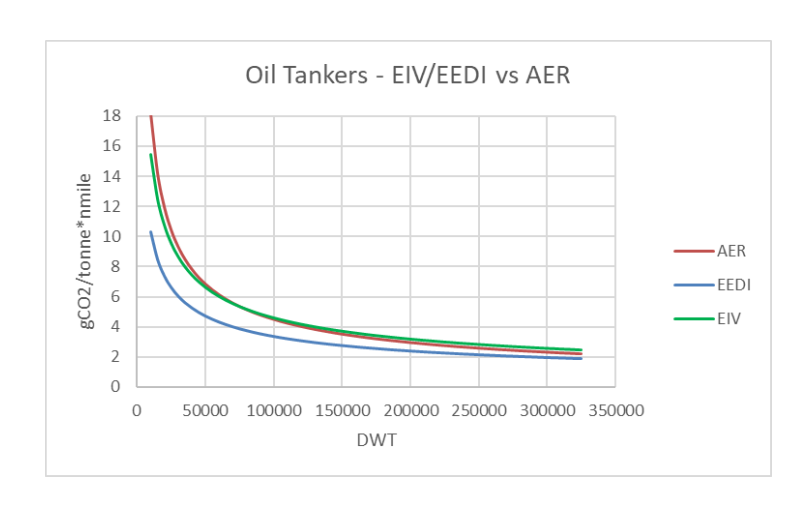 Oil Tankers - EIV/EEDI vs AER
gCO2/tonne*nmile
18
16
14
12
10
8
6
4
2
0
0 50000 100000 150000 200000 250000 300000 350000
DWT
AER
EEDI
EIV